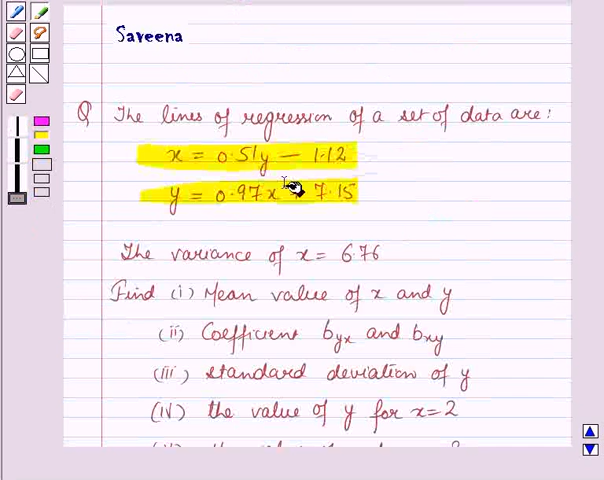 Saveena
Q The lines of regression of a set of data are:
x = 0.51y - 1.12
y = 0.97x 7.15
The variance of x = 6.76
Find (i) Mean value of x and y
(ii) Coefficient byx and bxy
(iii) standard deviation of y
(iv) the value of y for x=2